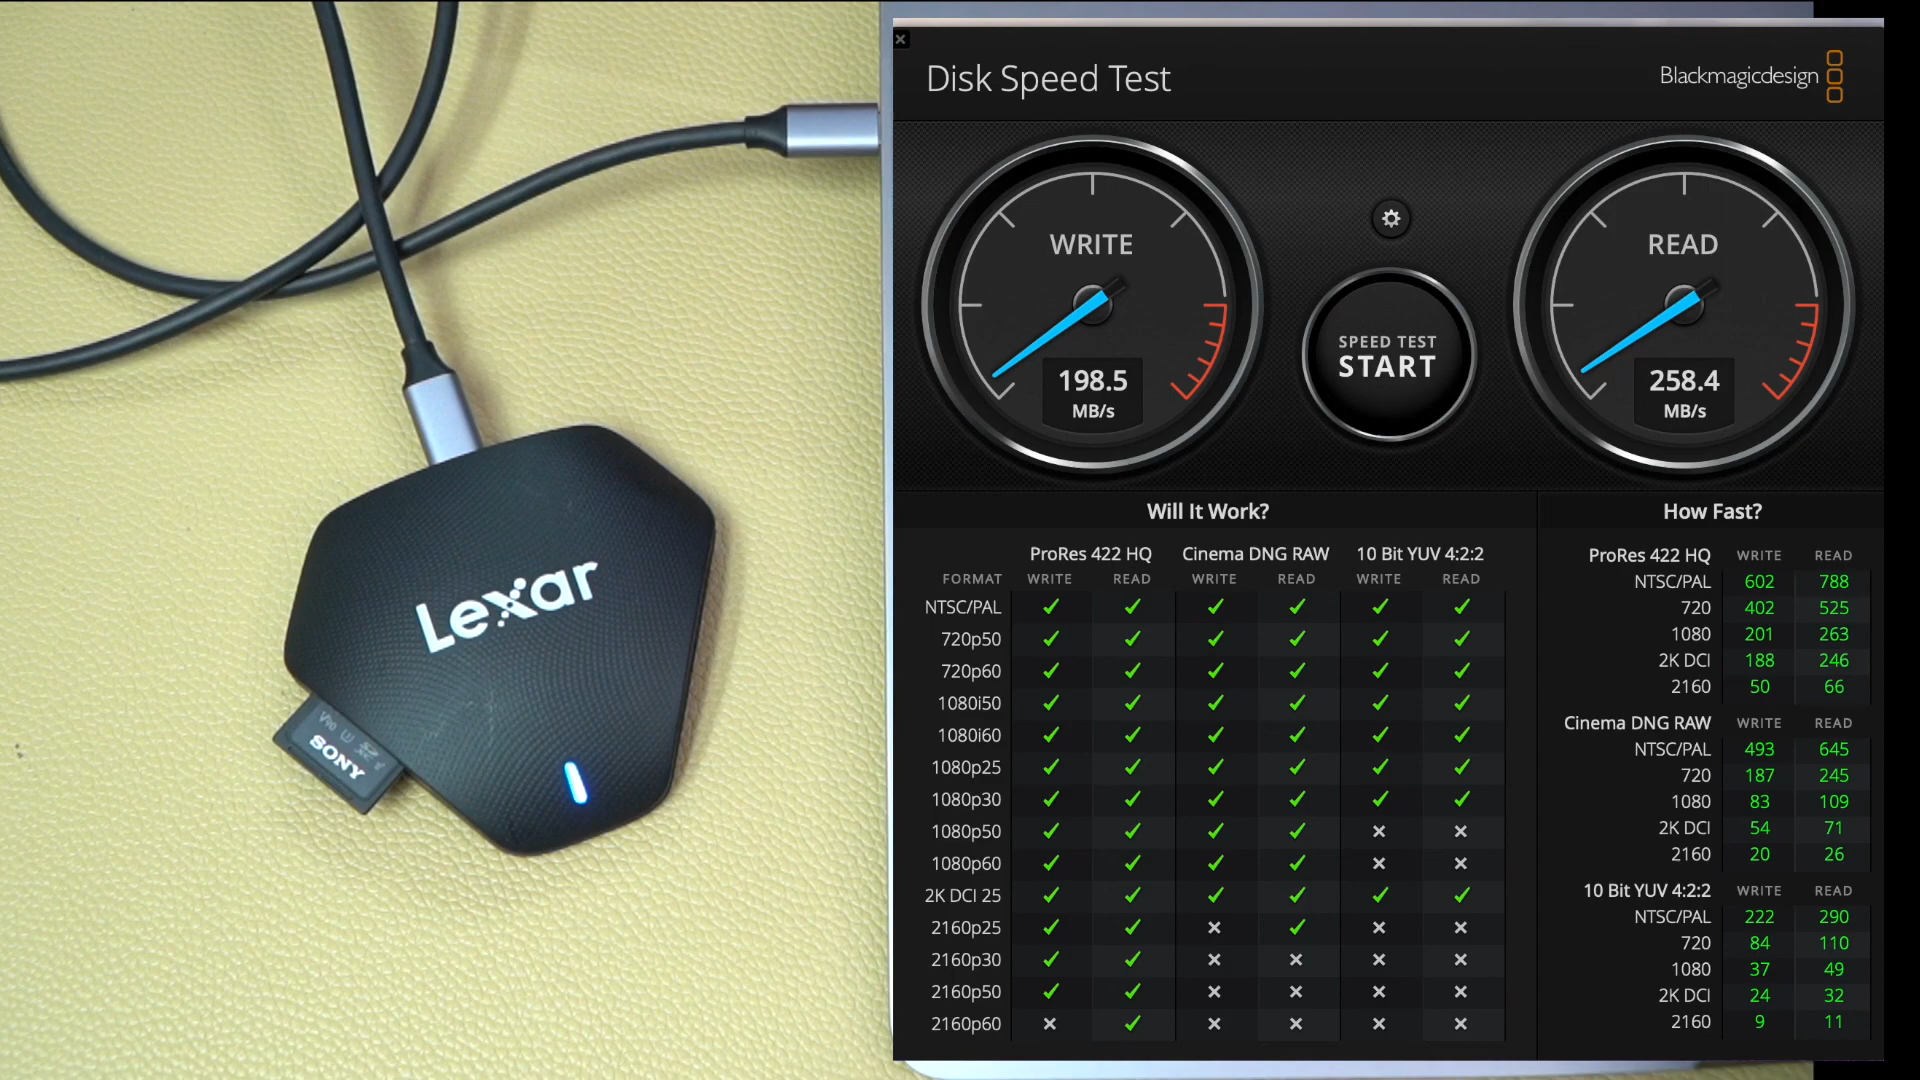 Lexar
V90 U
SONY
Disk Speed Test
Blackmagicdesign
WRITE
198.5
MB/s
SPEED TEST
START
READ
258.4
MB/s
Will It Work?
ProRes 422 HQ Cinema DNG RAW 10 Bit YUV 4:2:2
FORMAT WRITE READ WRITE READ WRITE READ
NTSC/PAL ✓ ✓ ✓ ✓ ✓ ✓
720p50 ✓ ✓ ✓ ✓ ✓ ✓
720p60 ✓ ✓ ✓ ✓ ✓ ✓
1080i50 ✓ ✓ ✓ ✓ ✓ ✓
1080i60 ✓ ✓ ✓ ✓ ✓ ✓
1080p25 ✓ ✓ ✓ ✓ ✓ ✓
1080p30 ✓ ✓ ✓ ✓ ✓ ✓
1080p50 ✓ ✓ ✓ ✓ × ×
1080p60 ✓ ✓ ✓ ✓ × ×
2K DCI 25 ✓ ✓ ✓ ✓ ✓ ✓
2160p25 ✓ ✓ × ✓ × ×
2160p30 ✓ ✓ × × × ×
2160p50 ✓ ✓ × × × ×
2160p60 × ✓ × × × ×
How Fast?
ProRes 422 HQ WRITE READ
NTSC/PAL 602 788
720 402 525
1080 201 263
2K DCI 188 246
2160 50 66
Cinema DNG RAW WRITE READ
NTSC/PAL 493 645
720 187 245
1080 83 109
2K DCI 54 71
2160 20 26
10 Bit YUV 4:2:2 WRITE READ
NTSC/PAL 222 290
720 84 110
1080 37 49
2K DCI 24 32
2160 9 11